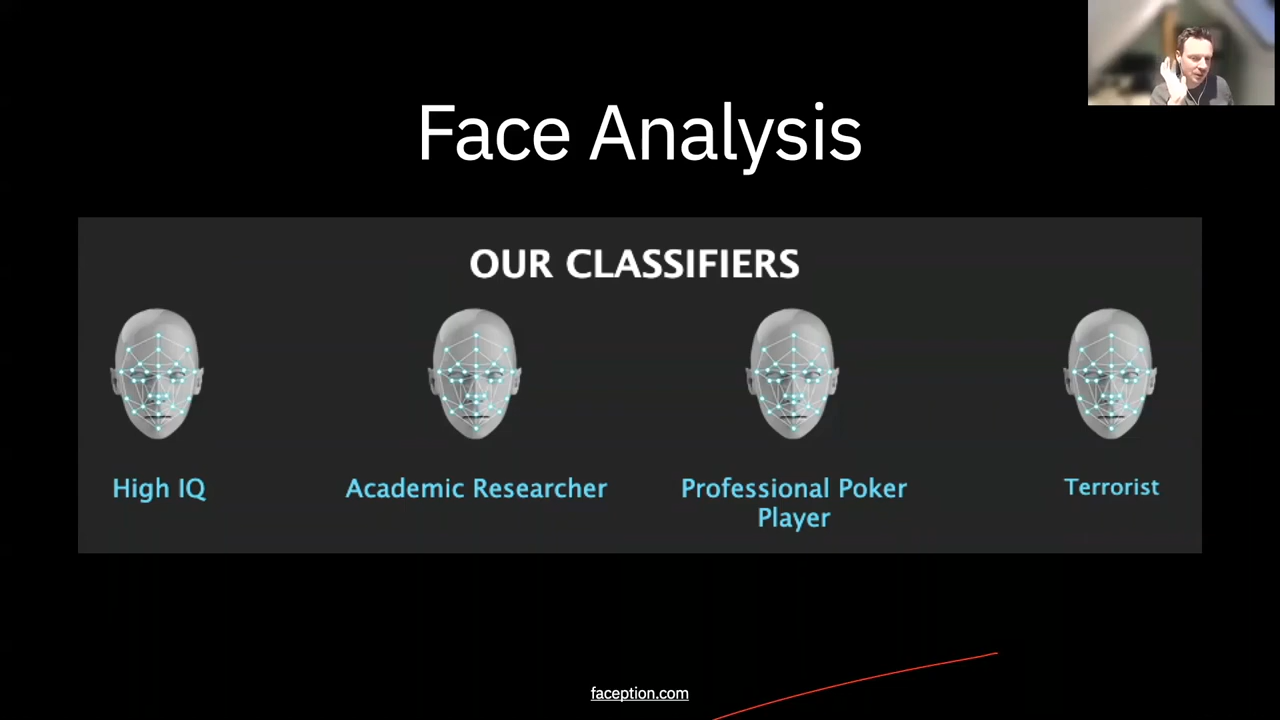 Face Analysis
OUR CLASSIFIERS
High IQ
Academic Researcher
Professional Poker
Player
Terrorist
faception.com